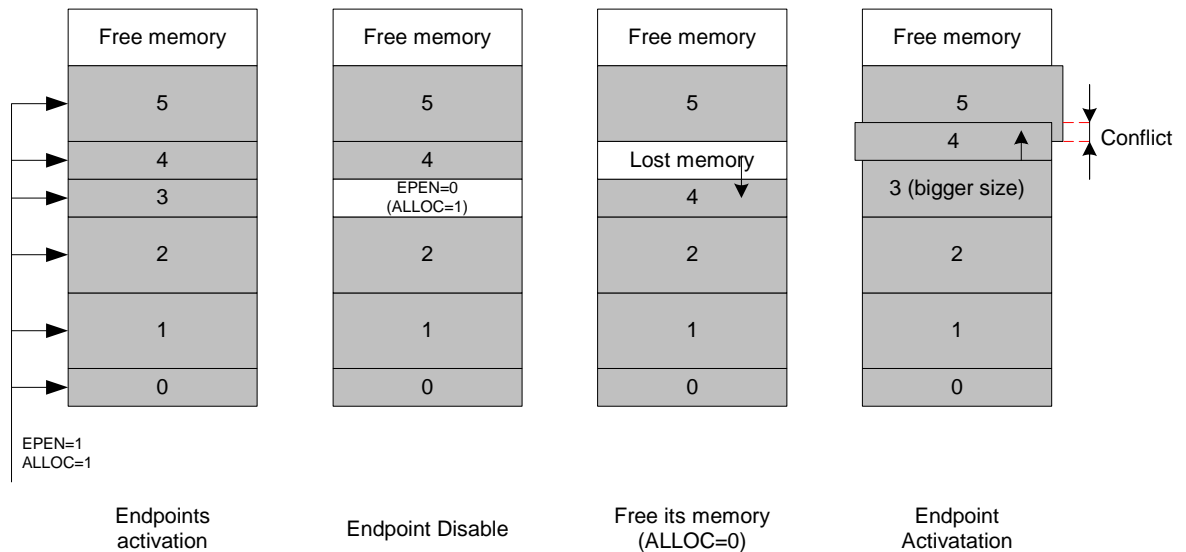 Free memory
5
4
3
2
1
0
EPEN=1
ALLOC=1
Endpoints
activation
Free memory
5
4
EPEN=0
(ALLOC=1)
2
1
0
Endpoint Disable
Free memory
5
Lost memory
4
2
1
0
Free its memory
(ALLOC=0)
Free memory
5
4
Conflict
3 (bigger size)
2
1
0
Endpoint
Activatation